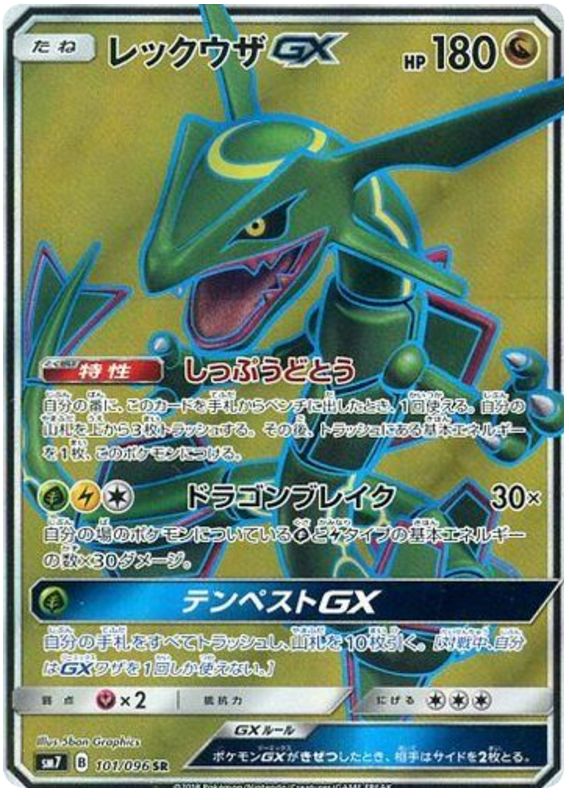 たね レックウザGX HP 180
とくせい
特性 しっぷうどとう
自分の番に、このカードを手札からベンチに出したとき、1回使える。自分の
山札を上から3枚トラッシュする。その後、トラッシュにある基本エネルギー
を1枚、このポケモンにつける。
ドラゴンブレイク 30×
自分の場のポケモンについているとタイプの基本エネルギー
の数×30ダメージ。
テンペストGX
自分の手札をすべてトラッシュし、山札を10枚引く。[対戦中、自分
はGXワザを1回しか使えない。]
弱点 ×2 抵抗力 にげる
GXルール
Illus. 5ban Graphics
ポケモンGXがきぜつしたとき、相手はサイドを2枚とる。
SM7 B 101/096 SR
©2018 Pokémon/Nintendo/Creatures/GAME FREAK